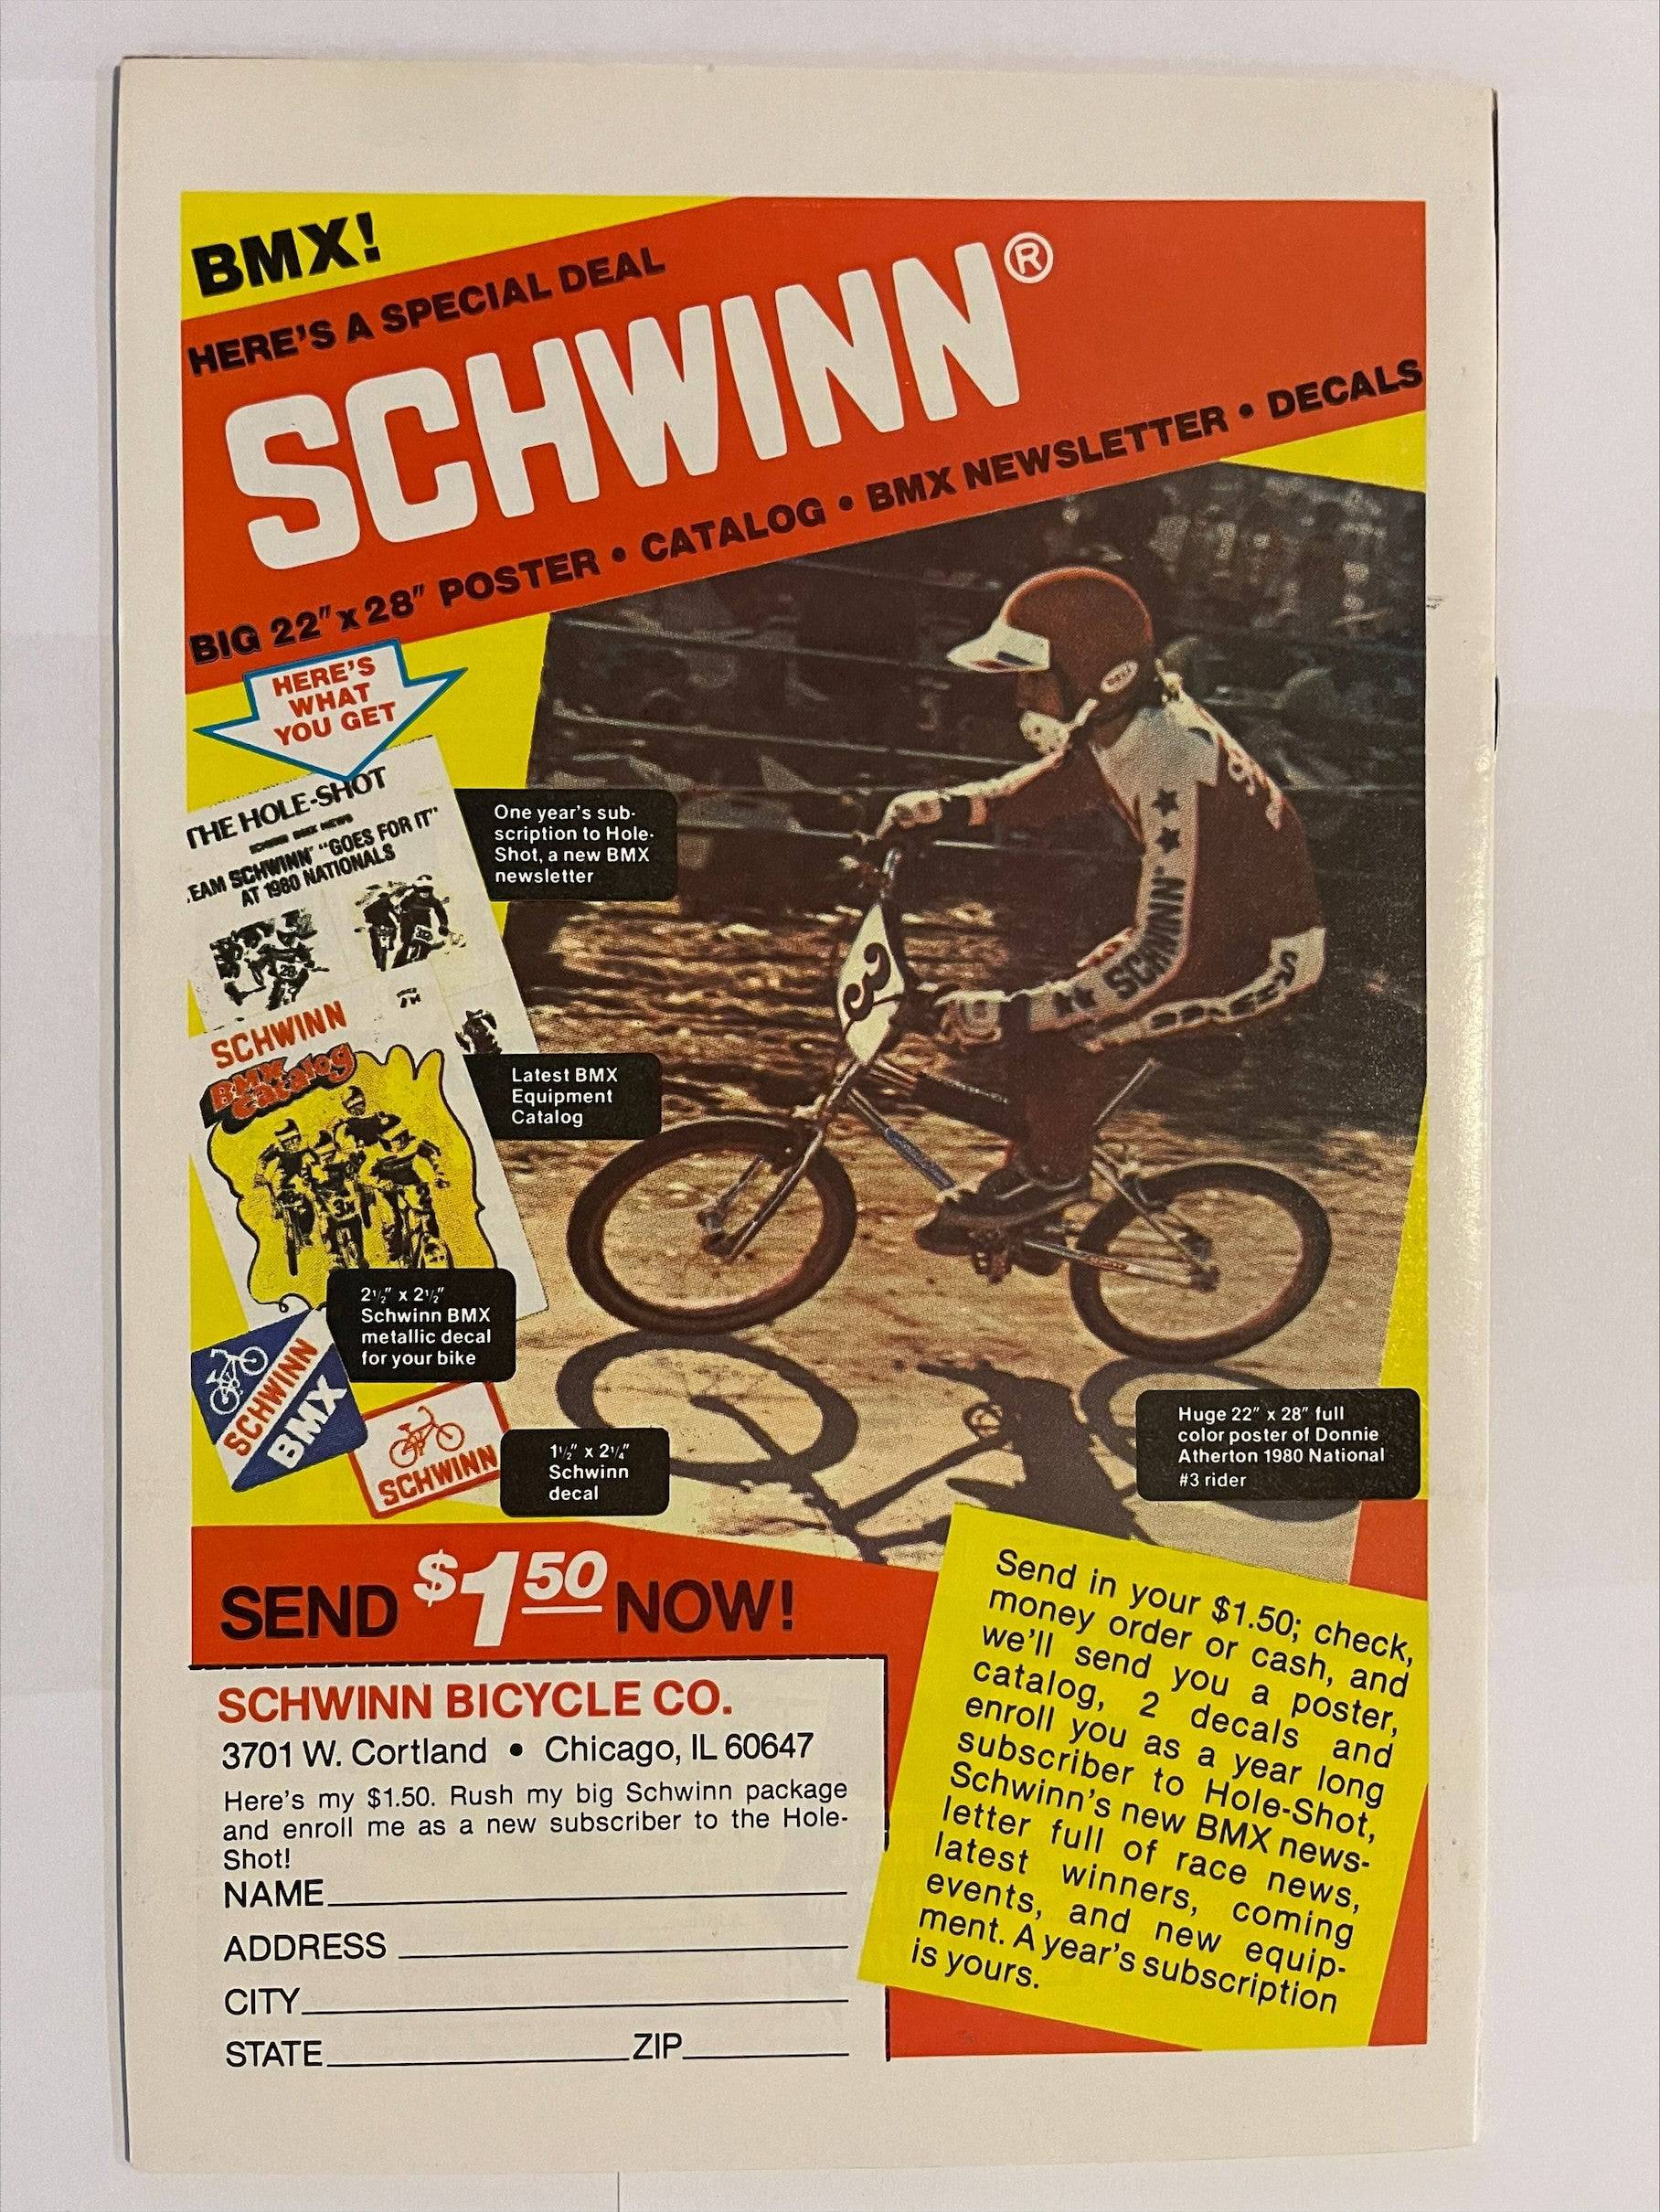 BMX!
HERE'S A SPECIAL DEAL
SCHWINN®
BIG 22" x 28" POSTER • CATALOG • BMX NEWSLETTER • DECALS
HERE'S
WHAT
YOU GET
THE HOLE-SHOT
SCHWINN BMX NEWS
EAM SCHWINN "GOES FOR IT"
AT 1980 NATIONALS
One year's sub-
scription to Hole-
Shot, a new BMX
newsletter
BELL
SCHWINN
3
SCHWINN
BMX
Catalog
Latest BMX
Equipment
Catalog
2½" x 2½"
Schwinn BMX
metallic decal
for your bike
SCHWINN
BMX
SCHWINN
1½" x 2¼"
Schwinn
decal
Huge 22" x 28" full
color poster of Donnie
Atherton 1980 National
#3 rider
SEND $1.50 NOW!
SCHWINN BICYCLE CO.
3701 W. Cortland • Chicago, IL 60647
Here's my $1.50. Rush my big Schwinn package
and enroll me as a new subscriber to the Hole-
Shot!
NAME
ADDRESS
CITY
STATE ZIP
Send in your $1.50; check,
money order or cash, and
we'll send you a poster,
catalog, 2 decals and
enroll you as a year long
subscriber to Hole-Shot,
Schwinn's new BMX news-
letter full of race news,
latest winners, coming
events, and new equip-
ment. A year's subscription
is yours.